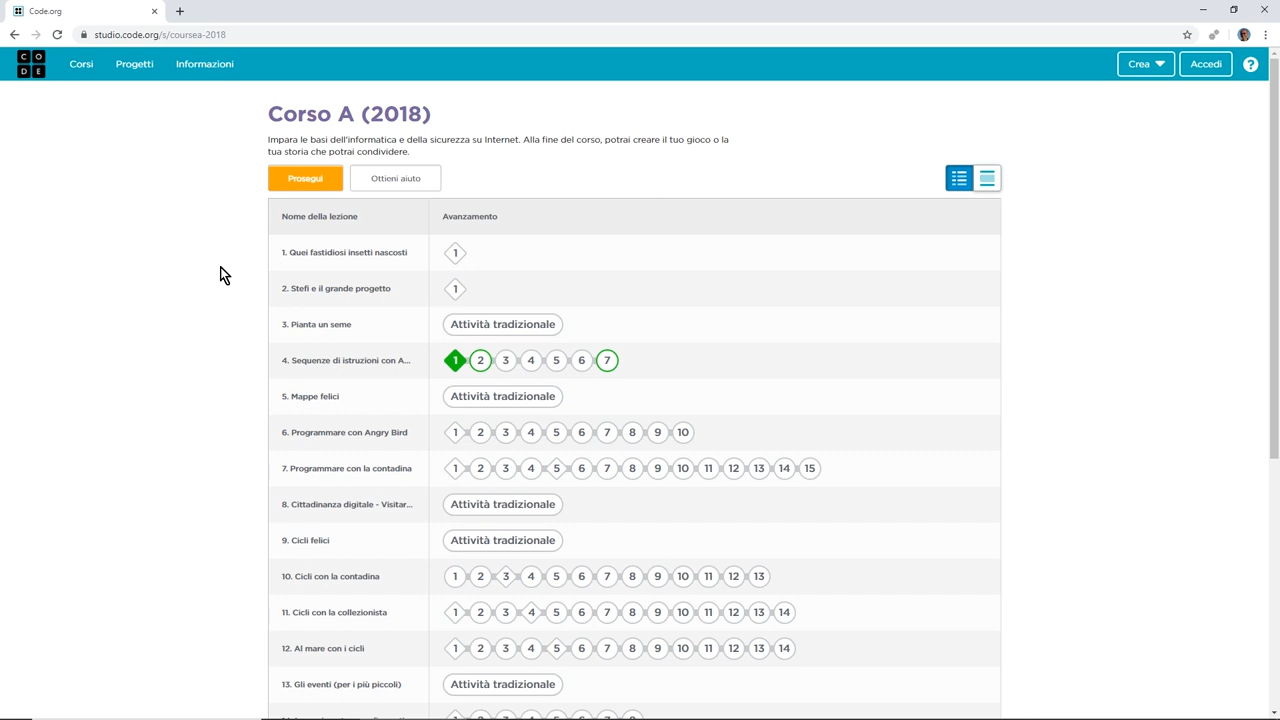 Code.org
studio.code.org/s/coursea-2018
C O
D E
Corsi Progetti Informazioni Crea Accedi ?
Corso A (2018)
Impara le basi dell'informatica e della sicurezza su Internet. Alla fine del corso, potrai creare il tuo gioco o la
tua storia che potrai condividere.
Prosegui Ottieni aiuto
Nome della lezione Avanzamento
1. Quei fastidiosi insetti nascosti 1
2. Stefi e il grande progetto 1
3. Pianta un seme Attività tradizionale
4. Sequenze di istruzioni con A... 1 2 3 4 5 6 7
5. Mappe felici Attività tradizionale
6. Programmare con Angry Bird 1 2 3 4 5 6 7 8 9 10
7. Programmare con la contadina 1 2 3 4 5 6 7 8 9 10 11 12 13 14 15
8. Cittadinanza digitale - Visitar... Attività tradizionale
9. Cicli felici Attività tradizionale
10. Cicli con la contadina 1 2 3 4 5 6 7 8 9 10 11 12 13
11. Cicli con la collezionista 1 2 3 4 5 6 7 8 9 10 11 12 13 14
12. Al mare con i cicli 1 2 3 4 5 6 7 8 9 10 11 12 13 14
13. Gli eventi (per i più piccoli) Attività tradizionale